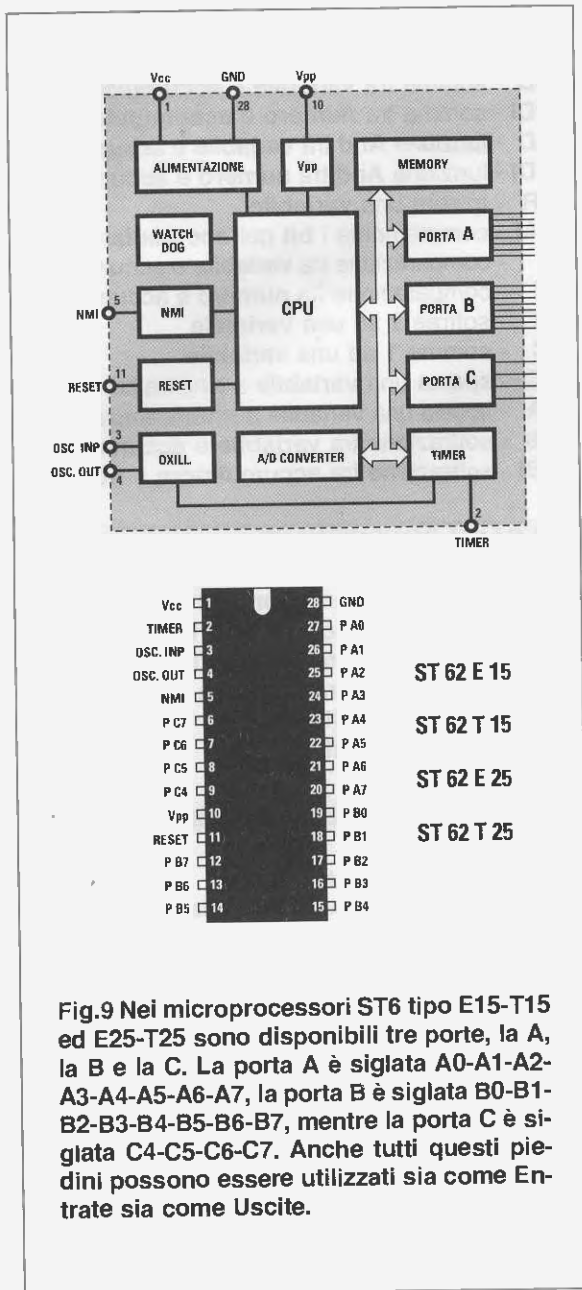 Vcc GND Vpp
1 28 10
ALIMENTAZIONE Vpp MEMORY
WATCH DOG
PORTA A
NMI 5 NMI CPU PORTA B
RESET 11 RESET PORTA C
OSC INP 3
OSC. OUT 4
OXILL. A/D CONVERTER TIMER
2
TIMER
Vcc 1 28 GND
TIMER 2 27 P A0
OSC. INP 3 26 P A1
OSC. OUT 4 25 P A2
NMI 5 24 P A3
P C7 6 23 P A4
P C6 7 22 P A5
P C5 8 21 P A6
P C4 9 20 P A7
Vpp 10 19 P B0
RESET 11 18 P B1
P B7 12 17 P B2
P B6 13 16 P B3
P B5 14 15 P B4
ST 62 E 15
ST 62 T 15
ST 62 E 25
ST 62 T 25
Fig.9 Nei microprocessori ST6 tipo E15-T15
ed E25-T25 sono disponibili tre porte, la A,
la B e la C. La porta A è siglata A0-A1-A2-
A3-A4-A5-A6-A7, la porta B è siglata B0-B1-
B2-B3-B4-B5-B6-B7, mentre la porta C è si-
glata C4-C5-C6-C7. Anche tutti questi pie-
dini possono essere utilizzati sia come En-
trate sia come Uscite.